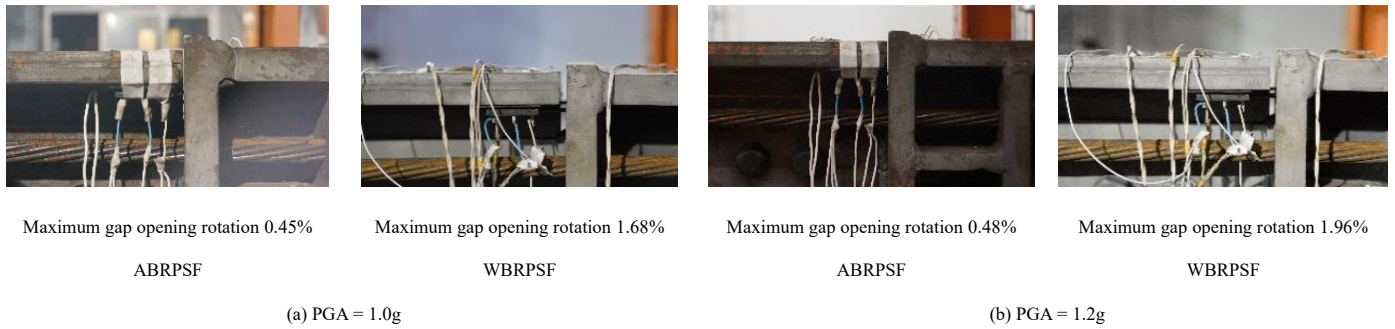 Maximum gap opening rotation 0.45%
ABRPSF
Maximum gap opening rotation 1.68%
WBRPSF
Maximum gap opening rotation 0.48%
ABRPSF
Maximum gap opening rotation 1.96%
WBRPSF
(a) PGA = 1.0g
(b) PGA = 1.2g